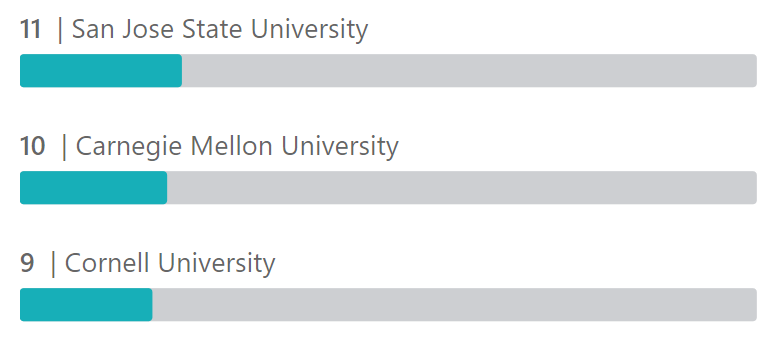 11 | San Jose State University
10 | Carnegie Mellon University
9 | Cornell University